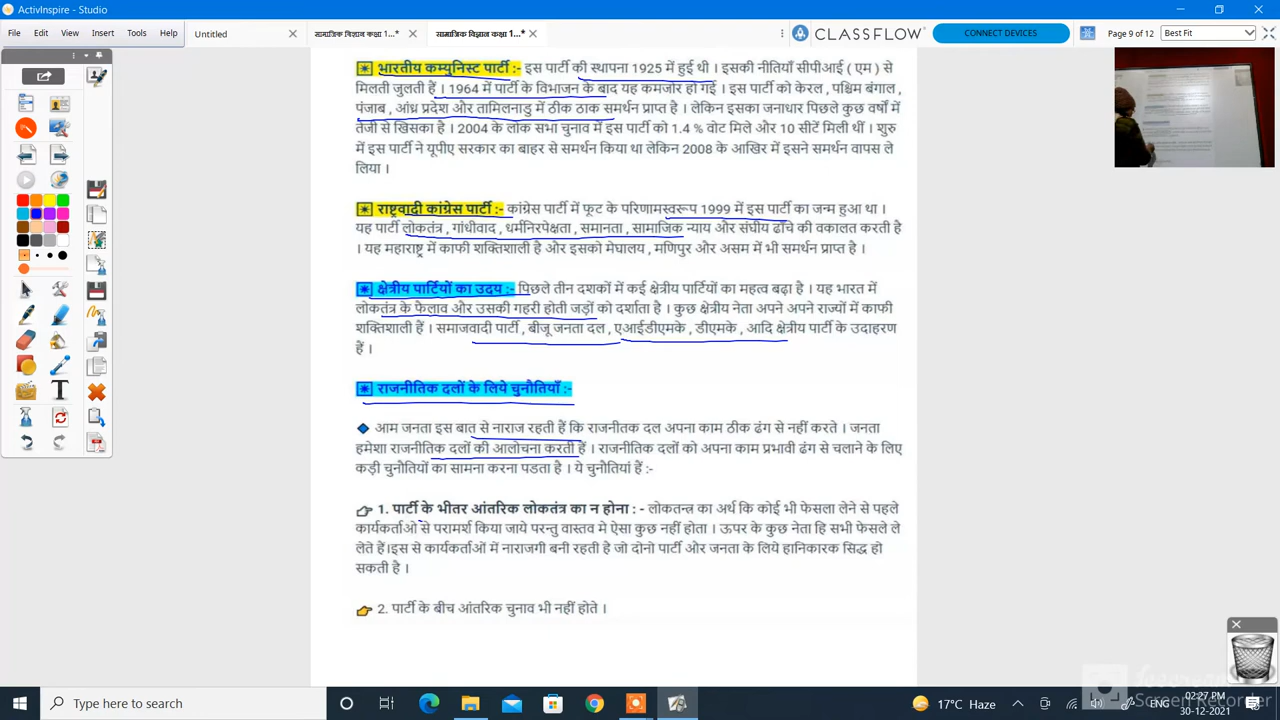 ActivInspire - Studio
File Edit View Insert Tools Help
Untitled
सामाजिक विज्ञान कक्षा 1...*
सामाजिक विज्ञान कक्षा 1...*
CLASSFLOW
CONNECT DEVICES
Page 9 of 12
Best Fit
भारतीय कम्युनिस्ट पार्टी :- इस पार्टी की स्थापना 1925 में हुई थी । इसकी नीतियाँ सीपीआई ( एम ) से
मिलती जुलती हैं । 1964 में पार्टी के विभाजन के बाद यह कमजोर हो गई । इस पार्टी को केरल , पश्चिम बंगाल ,
पंजाब , आंध्र प्रदेश और तामिलनाडु में ठीक ठाक समर्थन प्राप्त है । लेकिन इसका जनाधार पिछले कुछ वर्षों में
तेजी से खिसका है । 2004 के लोक सभा चुनाव में इस पार्टी को 1.4 % वोट मिले और 10 सीटें मिली थीं । शुरु
में इस पार्टी ने यूपीए सरकार का बाहर से समर्थन किया था लेकिन 2008 के आखिर में इसने समर्थन वापस ले
लिया ।
राष्ट्रवादी कांग्रेस पार्टी :- कांग्रेस पार्टी में फूट के परिणामस्वरूप 1999 में इस पार्टी का जन्म हुआ था ।
यह पार्टी लोकतंत्र , गांधीवाद , धर्मनिरपेक्षता , समानता , सामाजिक न्याय और संघीय ढाँचे की वकालत करती है
। यह महाराष्ट्र में काफी शक्तिशाली है और इसको मेघालय , मणिपुर और असम में भी समर्थन प्राप्त है ।
क्षेत्रीय पार्टियों का उदय :- पिछले तीन दशकों में कई क्षेत्रीय पार्टियों का महत्व बढ़ा है । यह भारत में
लोकतंत्र के फैलाव और उसकी गहरी होती जड़ों को दर्शाता है । कुछ क्षेत्रीय नेता अपने अपने राज्यों में काफी
शक्तिशाली हैं । समाजवादी पार्टी , बीजू जनता दल , एआईडीएमके , डीएमके , आदि क्षेत्रीय पार्टी के उदाहरण
हैं ।
राजनीतिक दलों के लिये चुनौतियाँ :-
आम जनता इस बात से नाराज रहती हैं कि राजनीतक दल अपना काम ठीक ढंग से नहीं करते । जनता
हमेशा राजनीतिक दलों की आलोचना करती हैं । राजनीतिक दलों को अपना काम प्रभावी ढंग से चलाने के लिए
कड़ी चुनौतियों का सामना करना पडता है । ये चुनौतियां हैं :-
1. पार्टी के भीतर आंतरिक लोकतंत्र का न होना : - लोकतन्त्र का अर्थ कि कोई भी फेसला लेने से पहले
कार्यकर्ताओ से परामर्श किया जाये परन्तु वास्तव मे ऐसा कुछ नहीं होता । ऊपर के कुछ नेता हि सभी फेसले ले
लेते हैं।इस से कार्यकर्ताओं में नाराजगी बनी रहती है जो दोनो पार्टी और जनता के लिये हानिकारक सिद्ध हो
सकती है ।
2. पार्टी के बीच आंतरिक चुनाव भी नहीं होते ।
Type here to search
17°C Haze
ENG
02:27 PM
30-12-2021